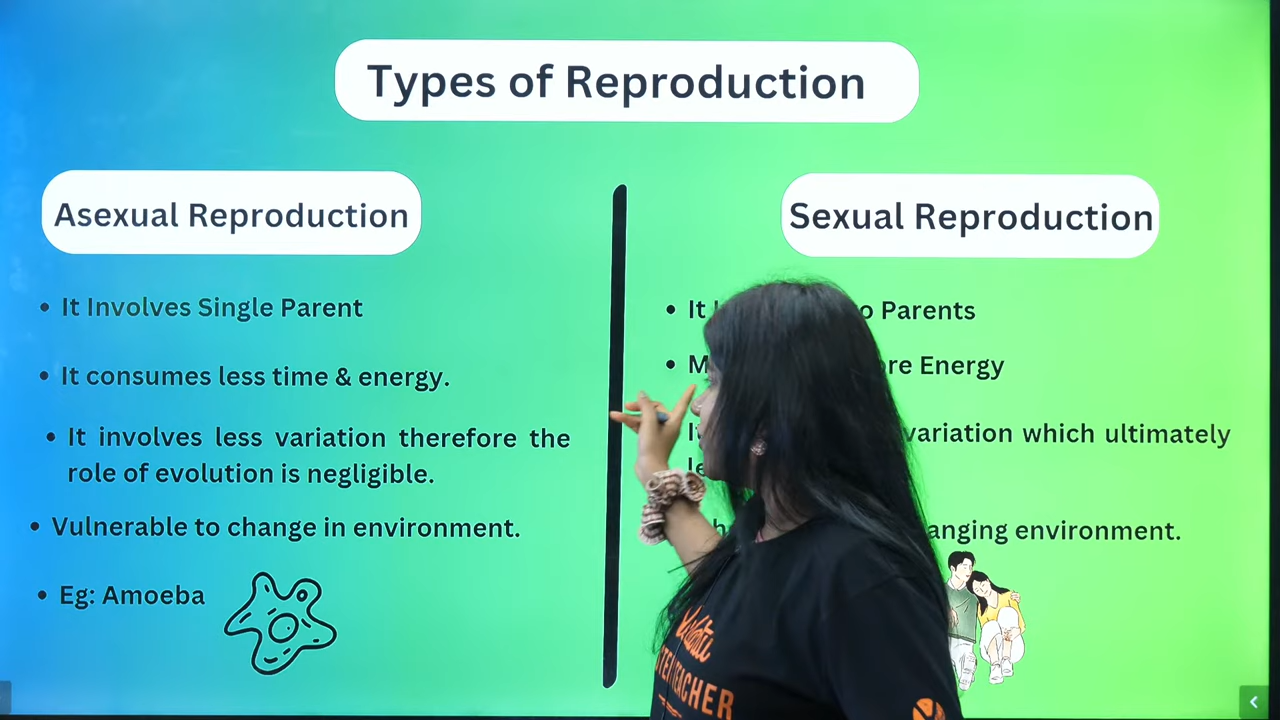 Types of Reproduction
Asexual Reproduction
Sexual Reproduction
• It Involves Single Parent
• It consumes less time & energy.
• It involves less variation therefore the
role of evolution is negligible.
• Vulnerable to change in environment.
• Eg: Amoeba
• It Parents
• Energy
variation which ultimately
environment.
Vedantu
TEACHER